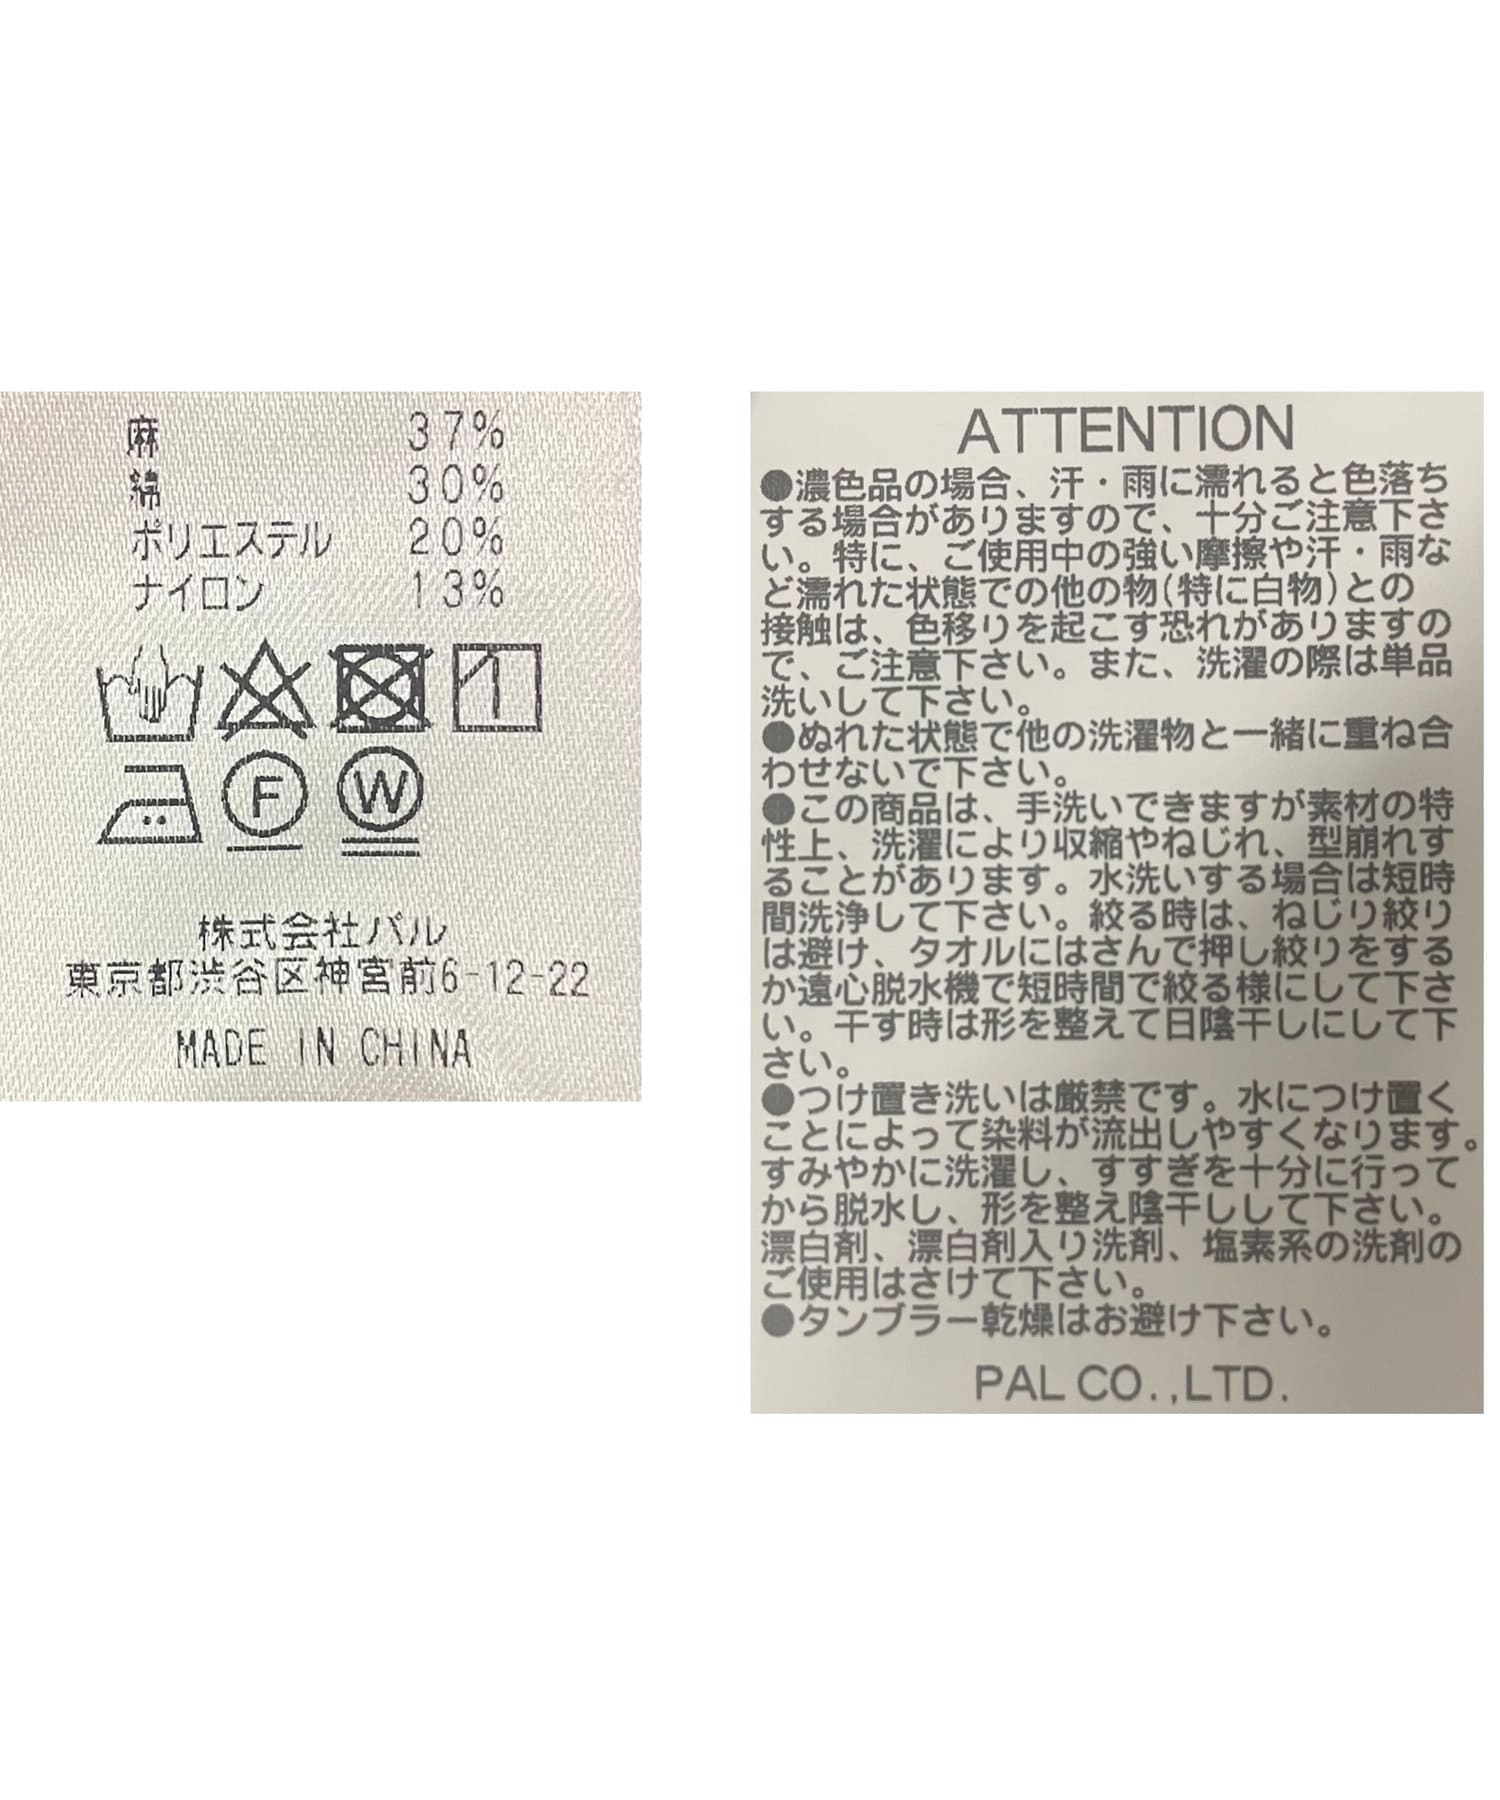 麻 37%
綿 30%
ポリエステル 20%
ナイロン 13%
F W
株式会社パル
東京都渋谷区神宮前6-12-22
MADE IN CHINA
ATTENTION
●濃色品の場合、汗・雨に濡れると色落ち
する場合がありますので、十分ご注意下さ
い。特に、ご使用中の強い摩擦や汗・雨な
ど濡れた状態での他の物(特に白物)との
接触は、色移りを起こす恐れがありますの
で、ご注意下さい。また、洗濯の際は単品
洗いして下さい。
●ぬれた状態で他の洗濯物と一緒に重ね合
わせないで下さい。
●この商品は、手洗いできますが素材の特
性上、洗濯により収縮やねじれ、型崩れす
ることがあります。水洗いする場合は短時
間洗浄して下さい。絞る時は、ねじり絞り
は避け、タオルにはさんで押し絞りをする
か遠心脱水機で短時間で絞る様にして下さ
い。干す時は形を整えて日陰干しにして下
さい。
●つけ置き洗いは厳禁です。水につけ置く
ことによって染料が流出しやすくなります。
すみやかに洗濯し、すすぎを十分に行って
から脱水し、形を整え陰干しして下さい。
漂白剤、漂白剤入り洗剤、塩素系の洗剤の
ご使用はさけて下さい。
●タンブラー乾燥はお避け下さい。
PAL CO.,LTD.